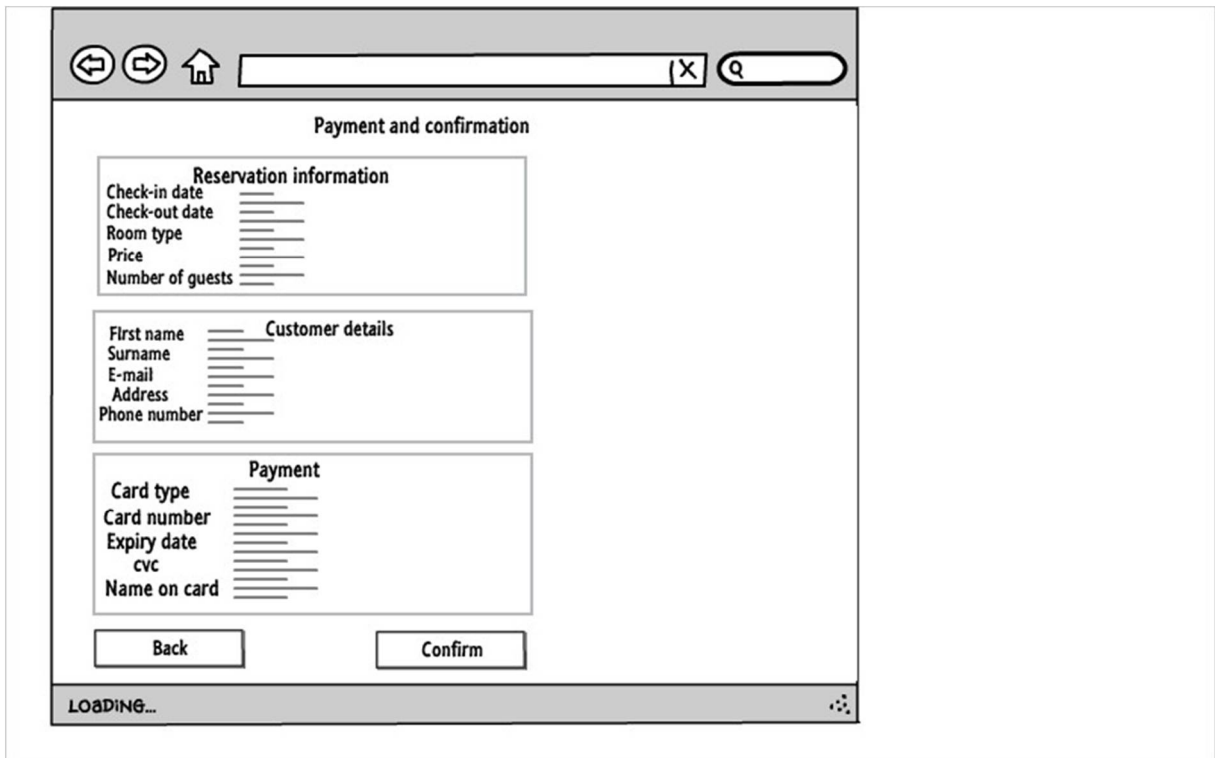 Payment and confirmation
Reservation information
Check-in date
Check-out date
Room type
Price
Number of guests
Customer details
First name
Surname
E-mail
Address
Phone number
Payment
Card type
Card number
Expiry date
cvc
Name on card
Back
Confirm
LOADING...